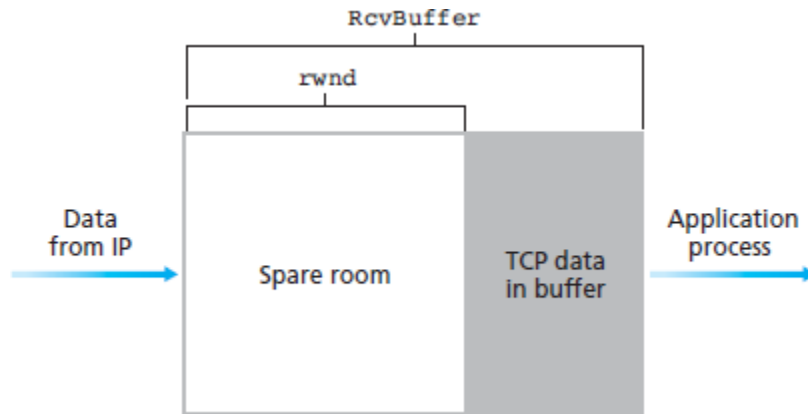 RcvBuffer
rwnd
Data
from IP
Spare room
TCP data
in buffer
Application
process